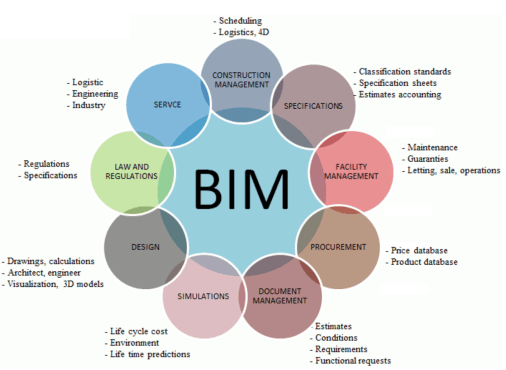 - Scheduling
- Logistics, 4D
CONSTRUCTION
MANAGEMENT
- Classification standards
- Specification sheets
- Estimates accounting
SPECIFICATIONS
- Logistic
- Engineering
- Industry
SERVCE
- Maintenance
- Guaranties
- Letting, sale, operations
FACILITY
MANAGEMENT
- Regulations
- Specifications
LAW AND
REGULATIONS
BIM
PROCUREMENT
- Price database
- Product database
DESIGN
- Drawings, calculations
- Architect, engineer
- Visualization, 3D models
SIMULATIONS
- Life cycle cost
- Environment
- Life time predictions
DOCUMENT
MANAGEMENT
- Estimates
- Conditions
- Requirements
- Functional requests